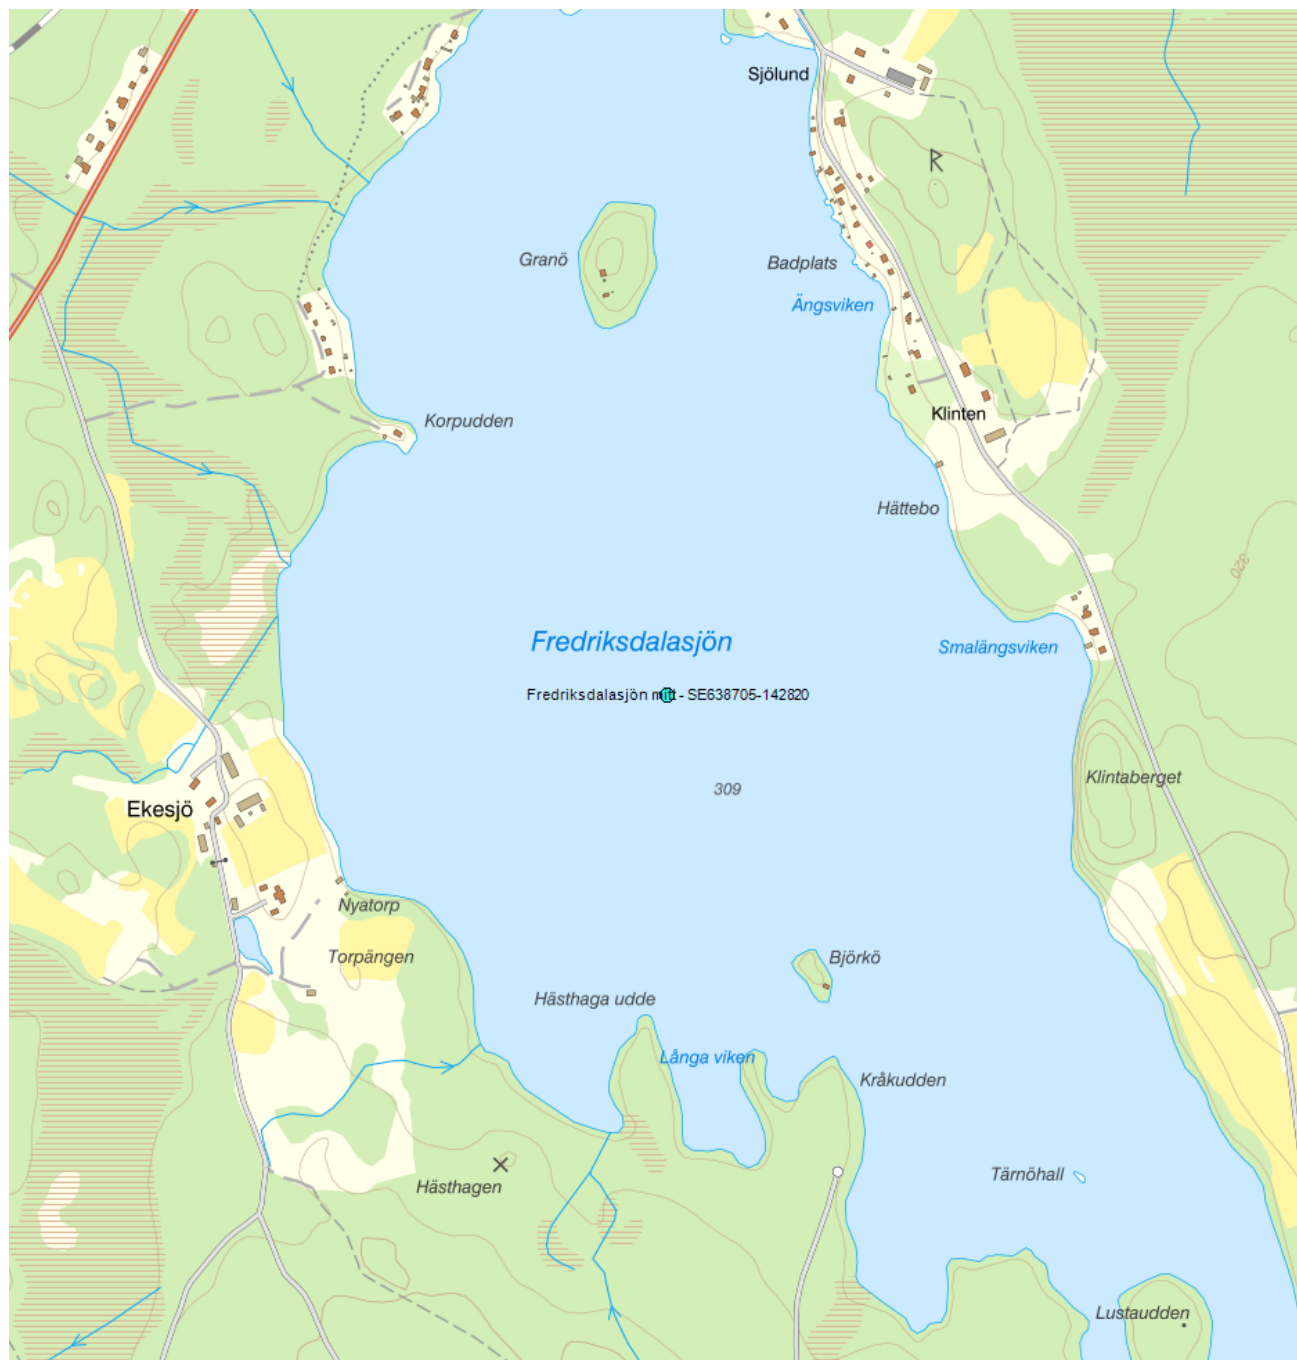 Sjölund
R
Granö
Badplats
Ängsviken
Korpudden
Klinten
Hättebo
320
Fredriksdalasjön
Smalängsviken
Fredriksdalasjön mitt - SE638705-142820
Klintaberget
309
Ekesjö
Nyatorp
Torpängen
Björkö
Hästhaga udde
Långa viken
Kråkudden
Tärnöhall
Hästhagen
Lustaudden